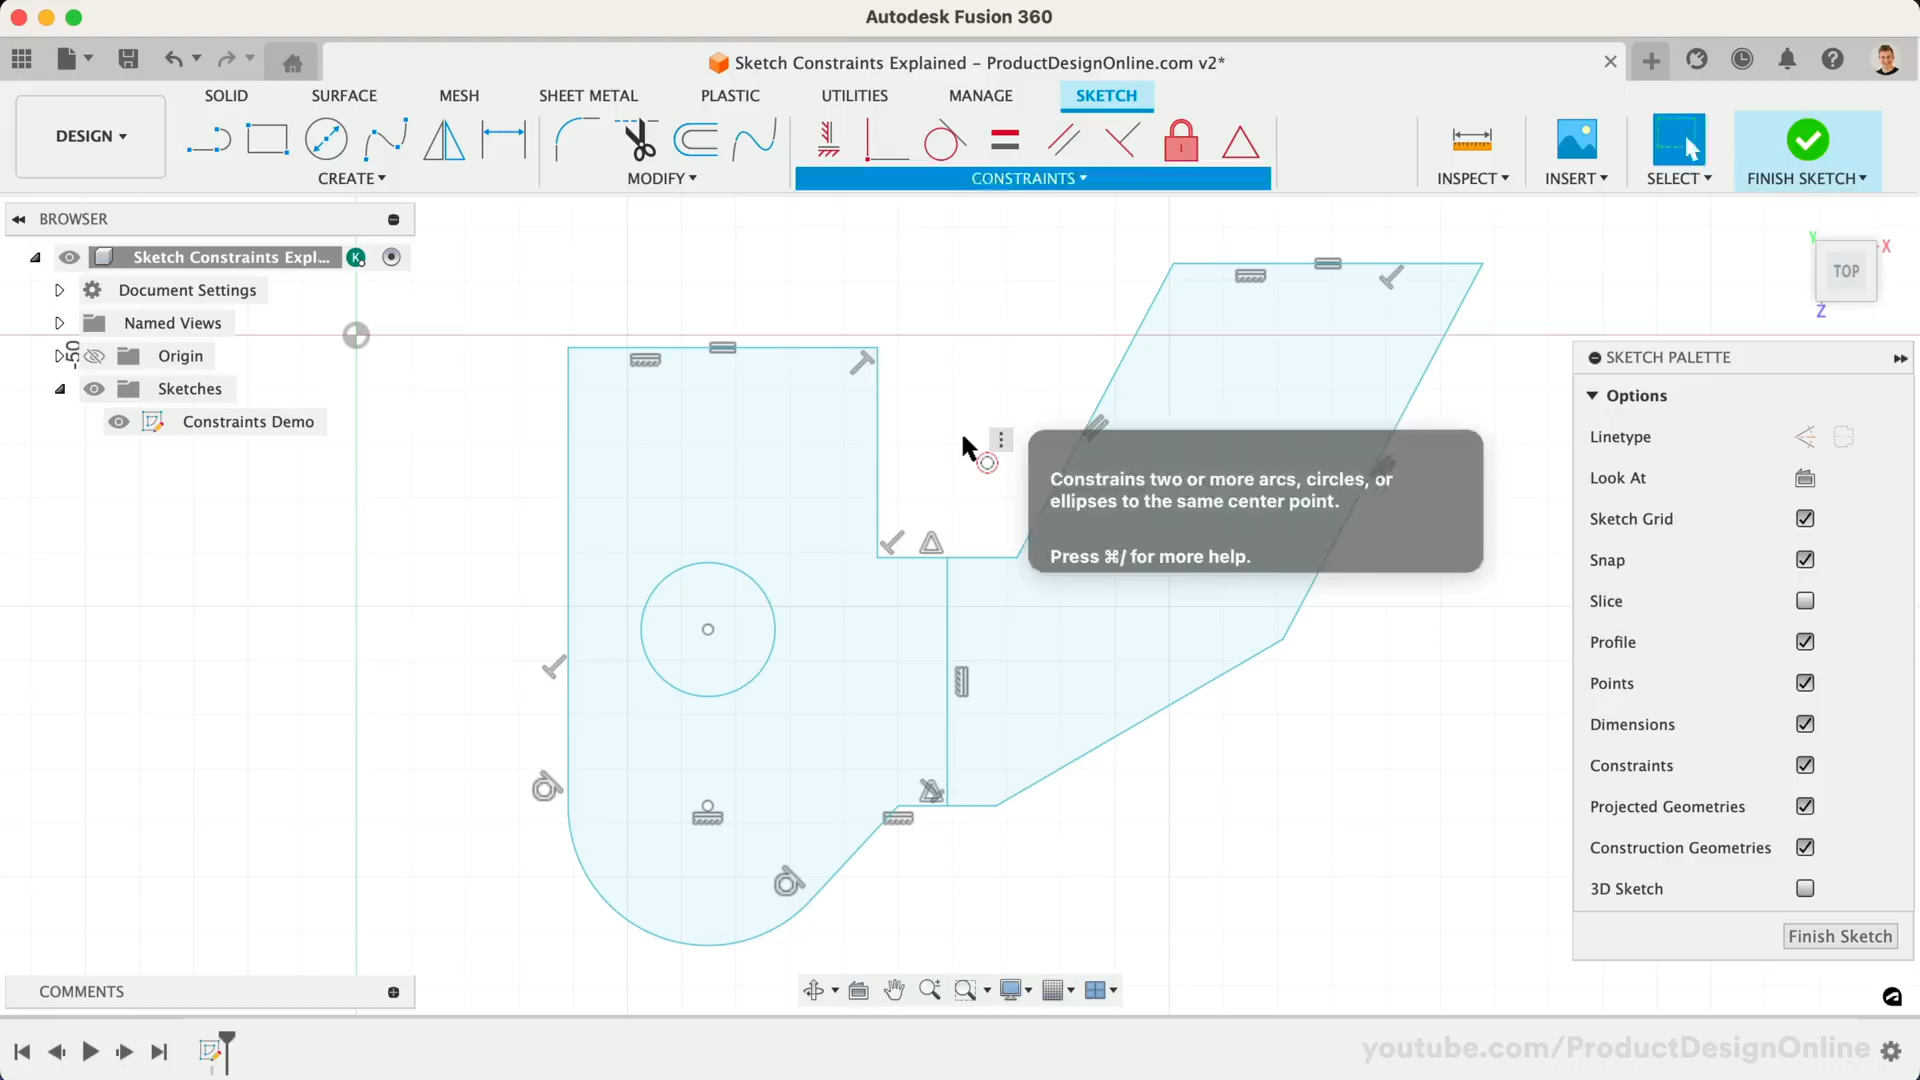 Autodesk Fusion 360
Sketch Constraints Explained – ProductDesignOnline.com v2*
SOLID SURFACE MESH SHEET METAL PLASTIC UTILITIES MANAGE SKETCH
DESIGN
CREATE MODIFY CONSTRAINTS INSPECT INSERT SELECT FINISH SKETCH
BROWSER
Sketch Constraints Expl... K
Document Settings
Named Views
Origin
-50
Sketches
Constraints Demo
Y X
TOP
Z
Constrains two or more arcs, circles, or
ellipses to the same center point.
Press ⌘/ for more help.
SKETCH PALETTE
Options
Linetype
Look At
Sketch Grid
Snap
Slice
Profile
Points
Dimensions
Constraints
Projected Geometries
Construction Geometries
3D Sketch
Finish Sketch
COMMENTS
youtube.com/ProductDesignOnline